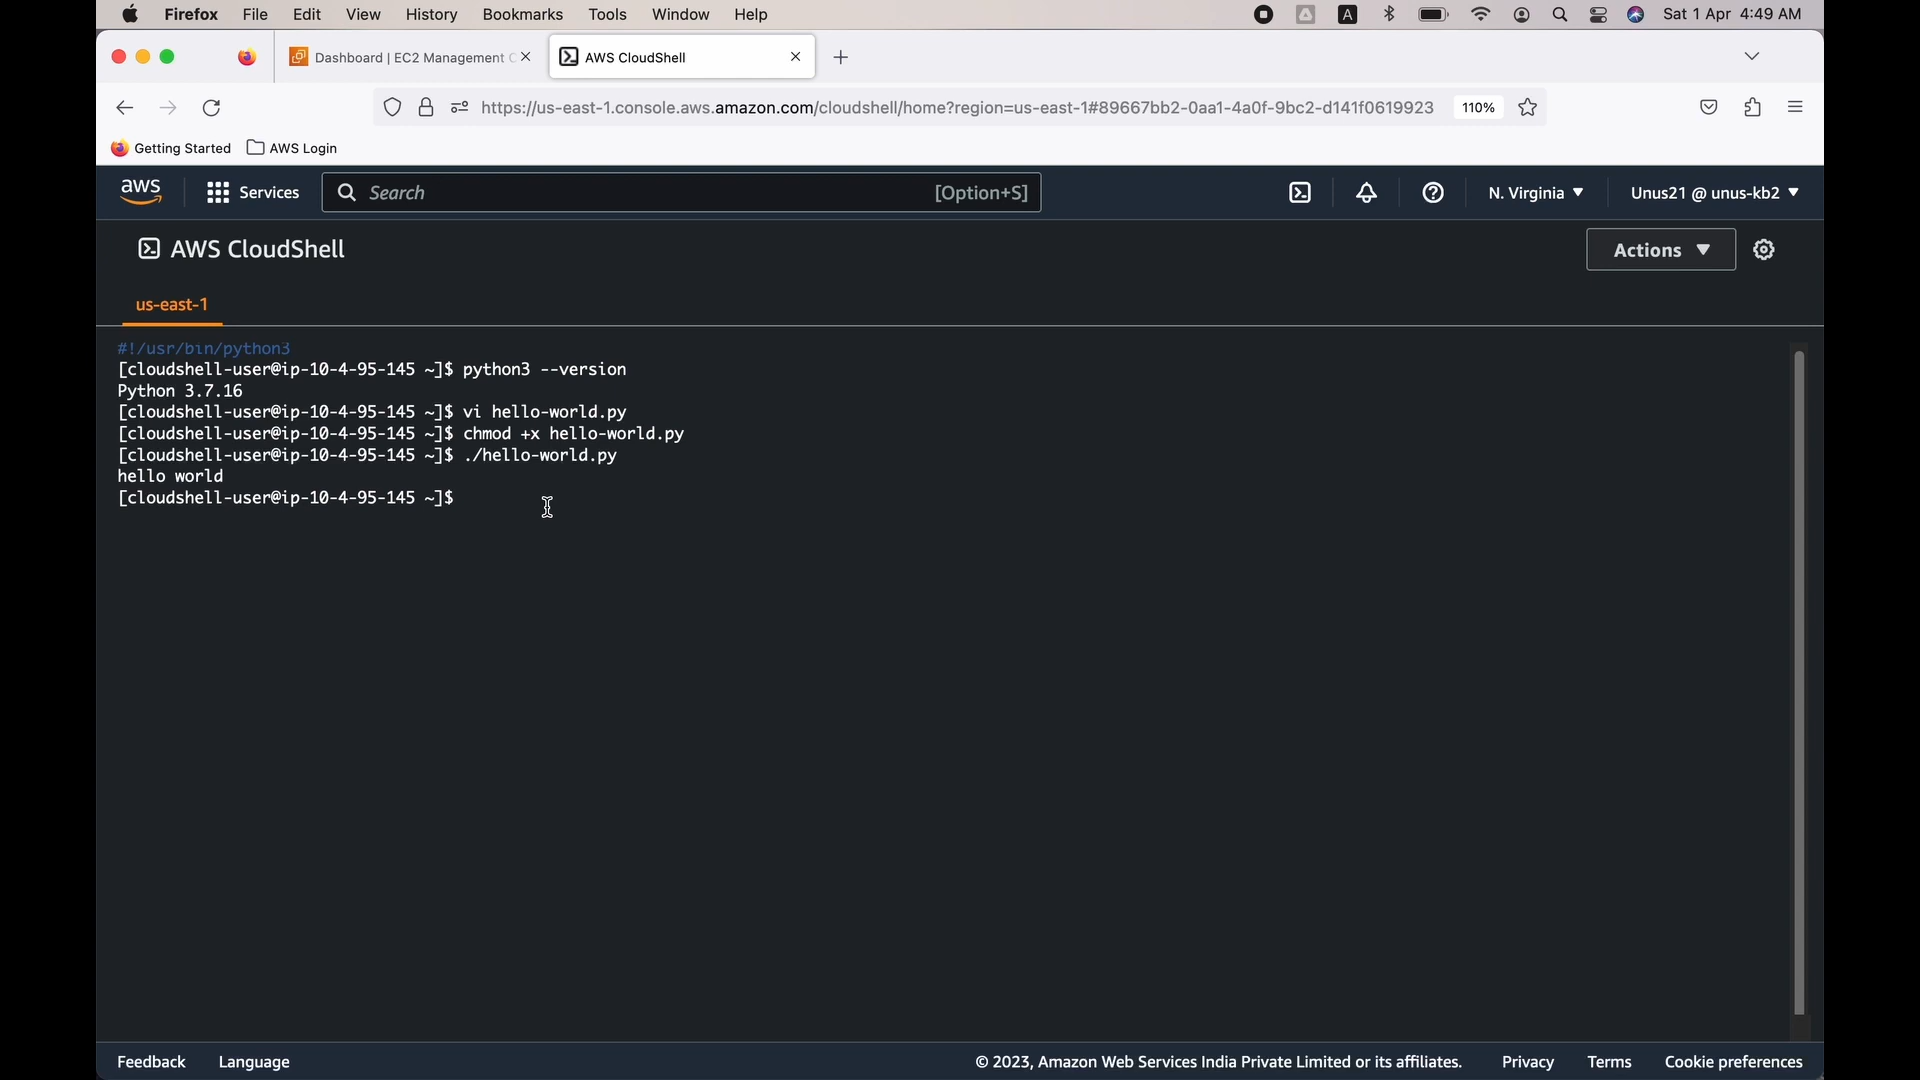 Firefox File Edit View History Bookmarks Tools Window Help A Sat 1 Apr 4:49 AM
Dashboard | EC2 Management C AWS CloudShell
https://us-east-1.console.aws.amazon.com/cloudshell/home?region=us-east-1#89667bb2-0aa1-4a0f-9bc2-d141f0619923 110%
Getting Started AWS Login
aws Services Search [Option+S] N. Virginia Unus21 @ unus-kb2
AWS CloudShell Actions
us-east-1
#!/usr/bin/python3
[cloudshell-user@ip-10-4-95-145 ~]$ python3 --version
Python 3.7.16
[cloudshell-user@ip-10-4-95-145 ~]$ vi hello-world.py
[cloudshell-user@ip-10-4-95-145 ~]$ chmod +x hello-world.py
[cloudshell-user@ip-10-4-95-145 ~]$ ./hello-world.py
hello world
[cloudshell-user@ip-10-4-95-145 ~]$
Feedback Language © 2023, Amazon Web Services India Private Limited or its affiliates. Privacy Terms Cookie preferences